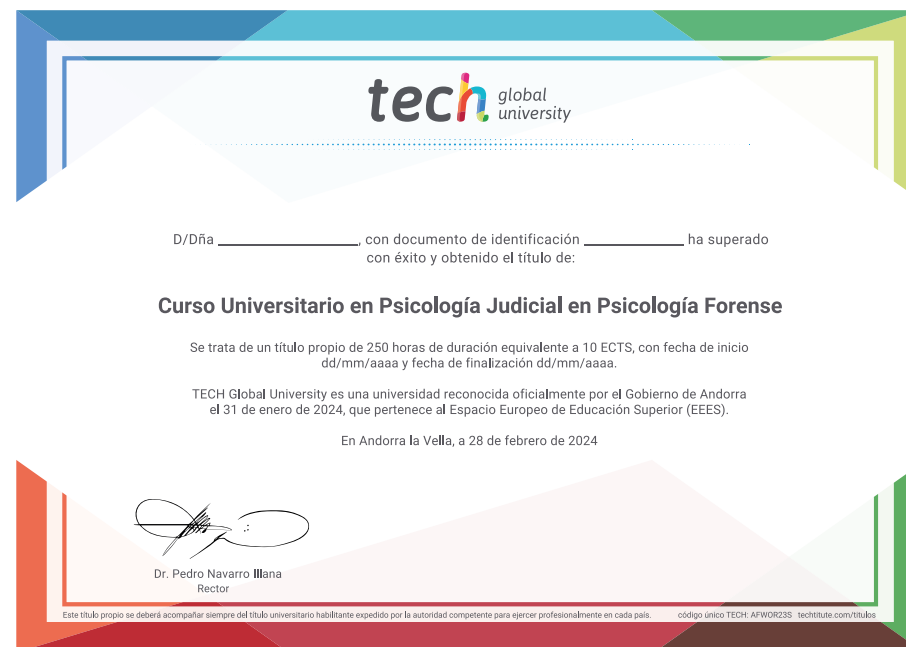 tech global university
D/Dña ____________, con documento de identificación ____________ ha superado
con éxito y obtenido el título de:
Curso Universitario en Psicología Judicial en Psicología Forense
Se trata de un título propio de 250 horas de duración equivalente a 10 ECTS, con fecha de inicio
dd/mm/aaaa y fecha de finalización dd/mm/aaaa.
TECH Global University es una universidad reconocida oficialmente por el Gobierno de Andorra
el 31 de enero de 2024, que pertenece al Espacio Europeo de Educación Superior (EEES).
En Andorra la Vella, a 28 de febrero de 2024
Dr. Pedro Navarro Illana
Rector
Este título propio se deberá acompañar siempre del título universitario habilitante expedido por la autoridad competente para ejercer profesionalmente en cada país. código único TECH: AFWOR23S techtitute.com/titulos